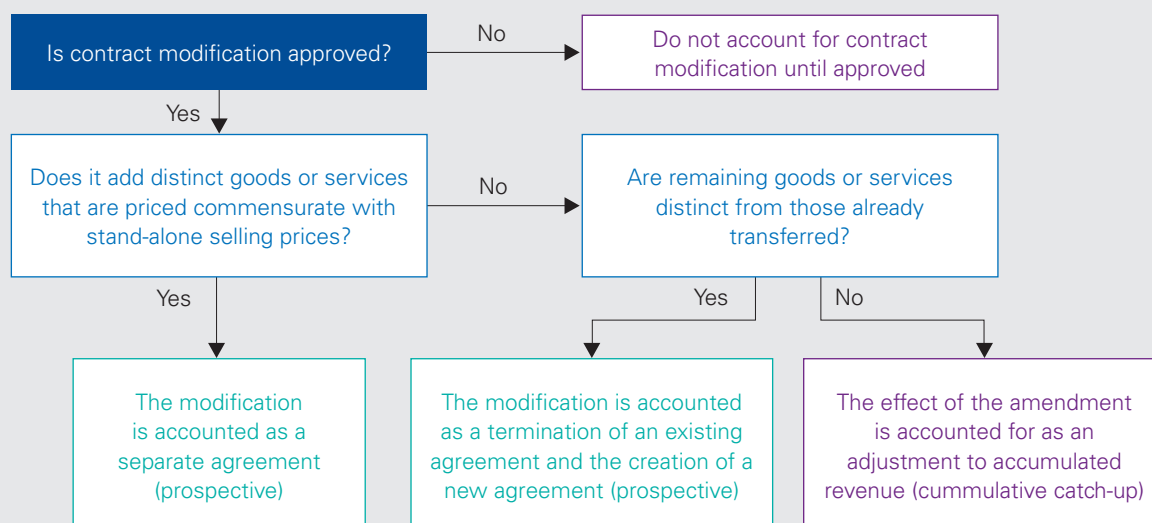 Is contract modification approved?
No
Do not account for contract
modification until approved
Yes
Does it add distinct goods or services
that are priced commensurate with
stand-alone selling prices?
No
Are remaining goods or services
distinct from those already
transferred?
Yes
Yes
No
The modification
is accounted as a
separate agreement
(prospective)
The modification is accounted
as a termination of an existing
agreement and the creation of a
new agreement (prospective)
The effect of the amendment
is accounted for as an
adjustment to accumulated
revenue (cummulative catch-up)